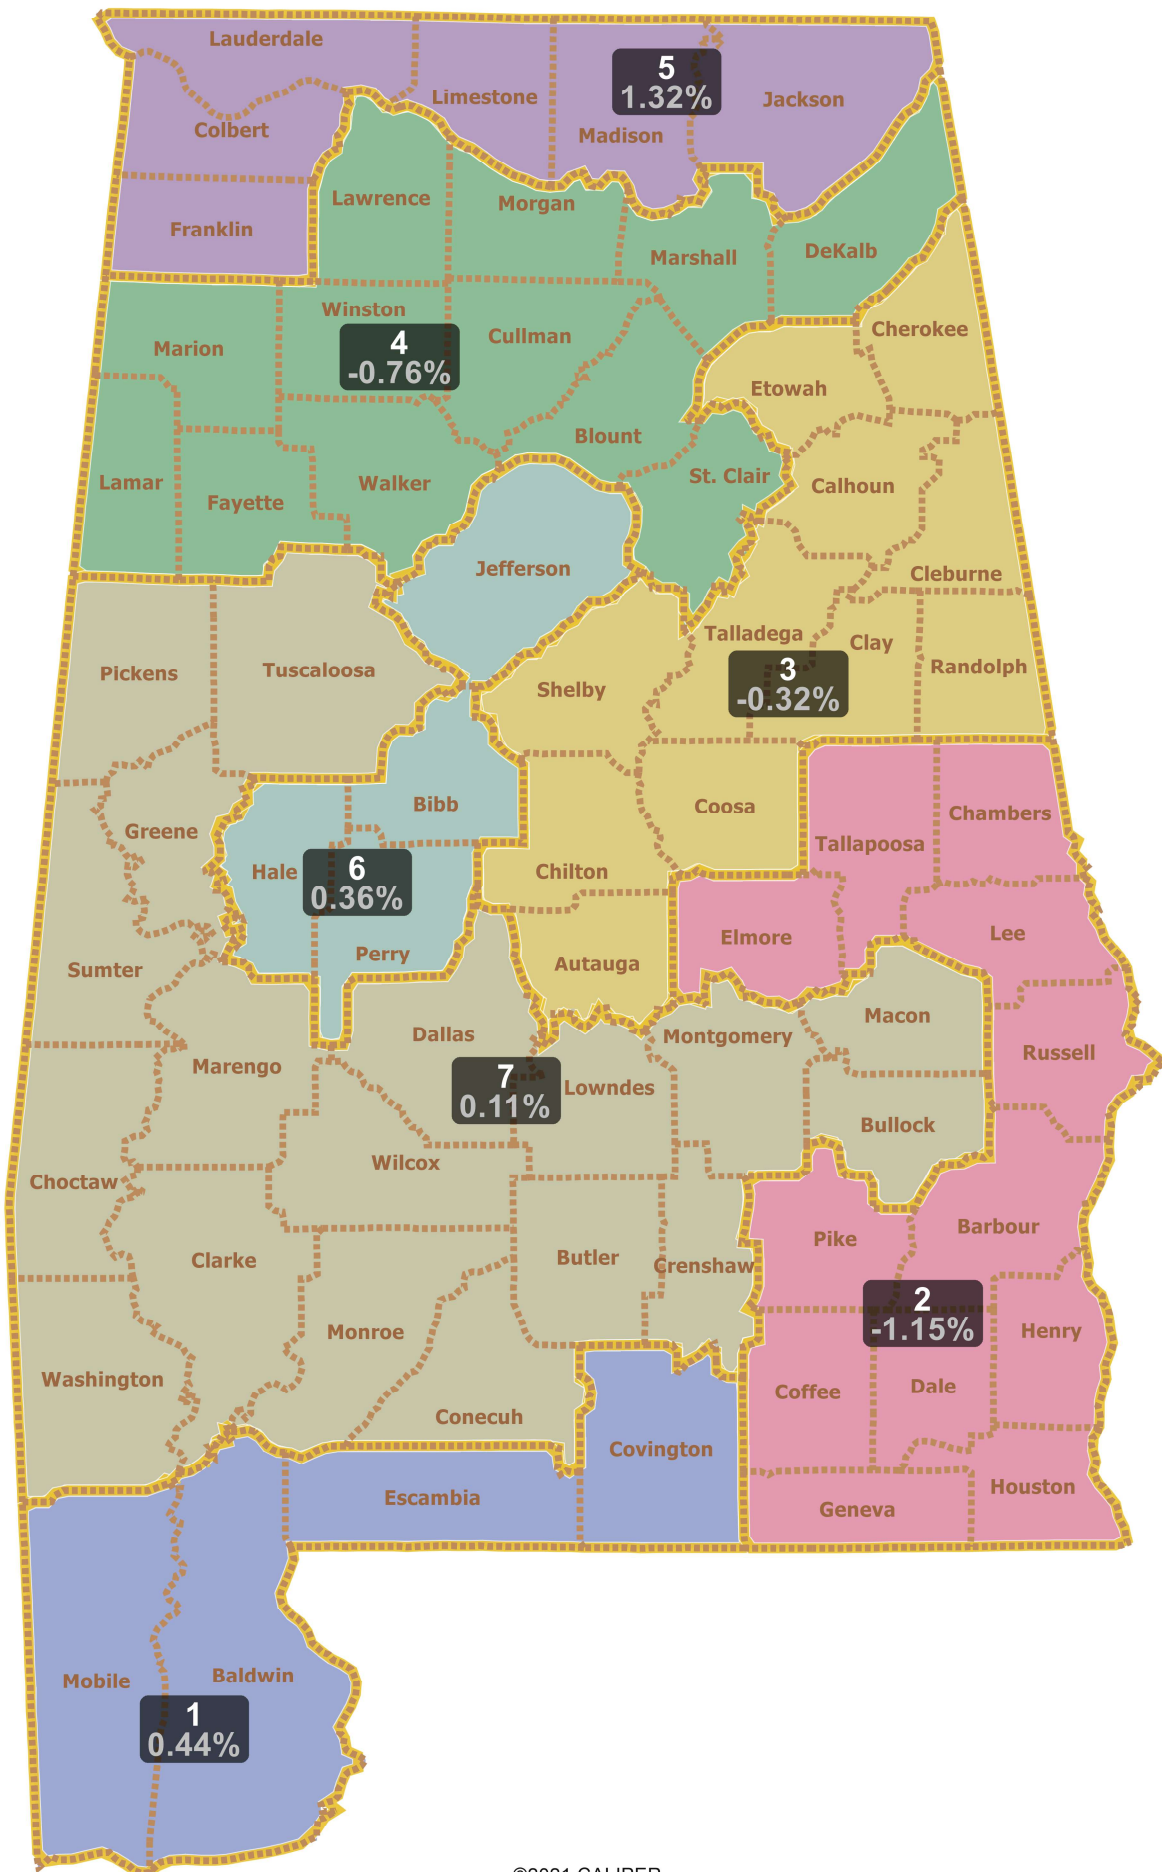 Lauderdale
5
1.32%
Limestone
Jackson
Colbert
Madison
Lawrence
Morgan
Franklin
DeKalb
Marshall
Winston
Cherokee
Cullman
4
-0.76%
Marion
Etowah
Blount
St. Clair
Lamar
Walker
Calhoun
Fayette
Jefferson
Cleburne
Talladega
Clay
Pickens
Tuscaloosa
Randolph
3
-0.32%
Shelby
Bibb
Coosa
Chambers
Greene
Tallapoosa
Hale
6
0.36%
Chilton
Elmore
Lee
Perry
Autauga
Sumter
Macon
Dallas
Montgomery
Russell
Marengo
7
0.11%
Lowndes
Bullock
Wilcox
Choctaw
Barbour
Pike
Clarke
Butler
Crenshaw
2
-1.15%
Monroe
Henry
Washington
Dale
Coffee
Conecuh
Covington
Houston
Escambia
Geneva
Mobile
Baldwin
1
0.44%
©2021 CALIPER